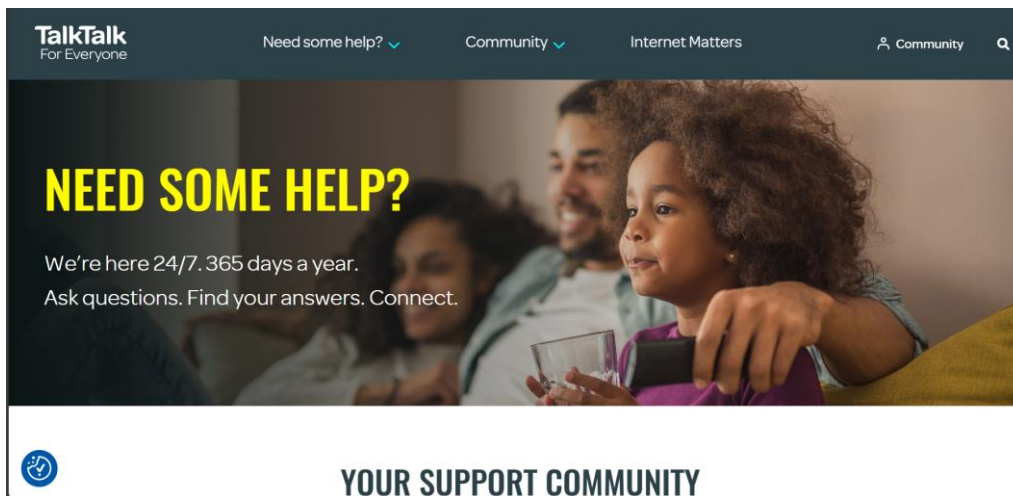 TalkTalk
For Everyone
Need some help?
Community
Internet Matters
Community
NEED SOME HELP?
We're here 24/7. 365 days a year.
Ask questions. Find your answers. Connect.
YOUR SUPPORT COMMUNITY